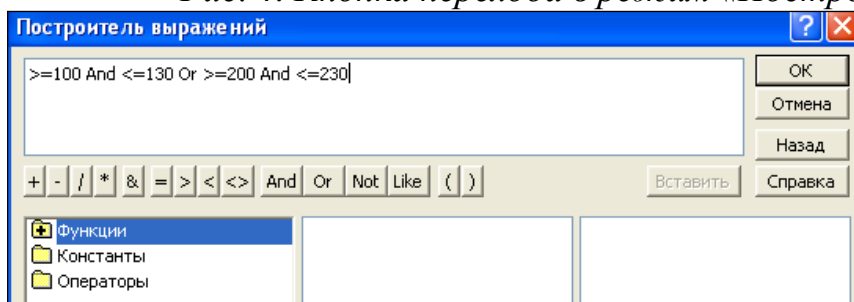 Построитель выражений
>=100 And <=130 Or >=200 And <=230
ОК
Отмена
Назад
+ - / * & = > < <> And Or Not Like ( ) Вставить Справка
Функции
Константы
Операторы